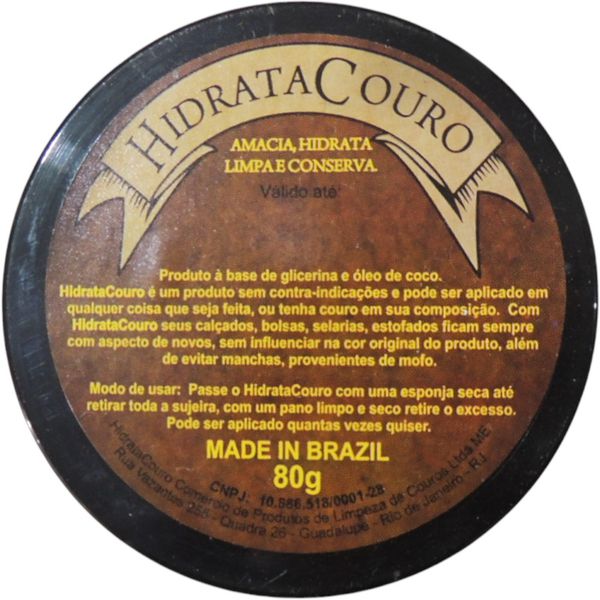 HIDRATACOURO
AMACIA, HIDRATA
LIMPA E CONSERVA.
Válido até:
Produto à base de glicerina e óleo de coco.
HidrataCouro é um produto sem contra-indicações e pode ser aplicado em
qualquer coisa que seja feita, ou tenha couro em sua composição. Com
HidrataCouro seus calçados, bolsas, selarias, estofados ficam sempre
com aspecto de novos, sem influenciar na cor original do produto, além
de evitar manchas, provenientes de mofo.
Modo de usar: Passe o HidrataCouro com uma esponja seca até
retirar toda a sujeira, com um pano limpo e seco retire o excesso.
Pode ser aplicado quantas vezes quiser.
MADE IN BRAZIL
80g
CNPJ: 10.566.518/0001-28
HidrataCouro Comércio de Produtos de Limpeza de Couros Ltda ME
Rua Vazantes 255 - Quadra 26 - Guadalupe - Rio de Janeiro - RJ